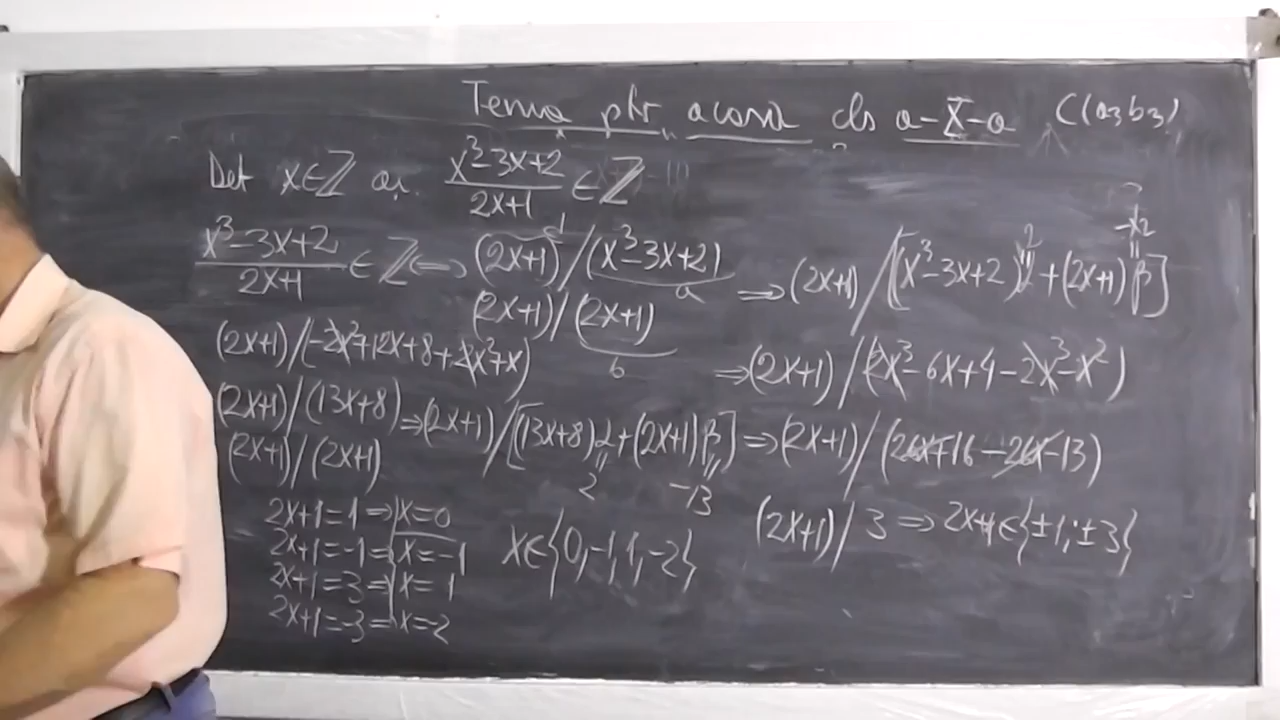 Tema ptr acasă cls a-X-a C(a3b3)
Det x∈ℤ aî. (x³-3x+2)/(2x+1) ∈ ℤ
(x³-3x+2)/(2x+1) ∈ ℤ ⟺ (2x+1)/(x³-3x+2)
d a
(2x+1)/(2x+1)
b
⟹ (2x+1)/[(x³-3x+2)α+(2x+1)β]
2 -x²
⟹ (2x+1)/(2x³-6x+4-2x³-x²)
(2x+1)/(-2x²+12x+8+2x²+x)
(2x+1)/(13x+8) ⟹ (2x+1)/[(13x+8)α+(2x+1)β] ⟹ (2x+1)/(26x+16-26x-13)
2 -13
(2x+1)/(2x+1)
(2x+1)/3 ⟹ 2x+1∈{±1;±3}
2x+1=1 ⟹ x=0
2x+1=-1 ⟹ x=-1
2x+1=3 ⟹ x=1
2x+1=-3 ⟹ x=-2
x∈{0,-1,1,-2}